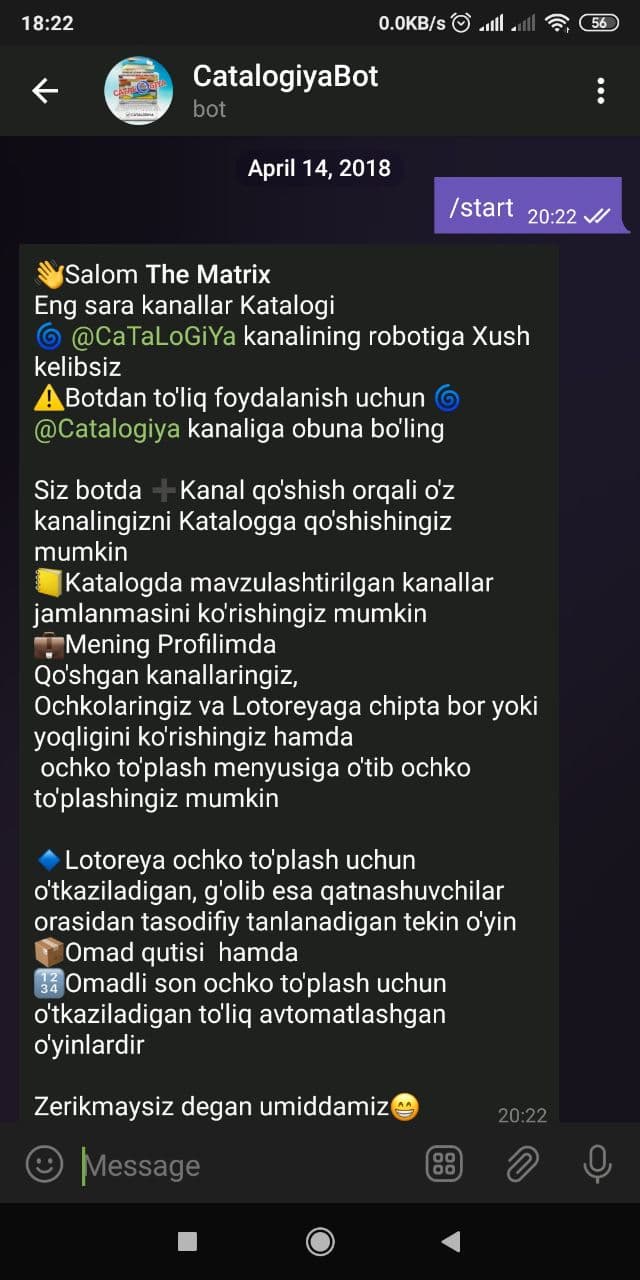 18:22
0.0KB/s
56
CatalogiyaBot
bot
April 14, 2018
/start 20:22
👋Salom The Matrix
Eng sara kanallar Katalogi
🌀 @CaTaLoGiYa kanalining robotiga Xush
kelibsiz
⚠️Botdan to'liq foydalanish uchun 🌀
@Catalogiya kanaliga obuna bo'ling
Siz botda ➕Kanal qo'shish orqali o'z
kanalingizni Katalogga qo'shishingiz
mumkin
📒Katalogda mavzulashtirilgan kanallar
jamlanmasini ko'rishingiz mumkin
💼Mening Profilimda
Qo'shgan kanallaringiz,
Ochkolaringiz va Lotoreyaga chipta bor yoki
yoqligini ko'rishingiz hamda
ochko to'plash menyusiga o'tib ochko
to'plashingiz mumkin
🔷Lotoreya ochko to'plash uchun
o'tkaziladigan, g'olib esa qatnashuvchilar
orasidan tasodifiy tanlanadigan tekin o'yin
📦Omad qutisi  hamda
🔢Omadli son ochko to'plash uchun
o'tkaziladigan to'liq avtomatlashgan
o'yinlardir
Zerikmaysiz degan umiddamiz😁
20:22
Message